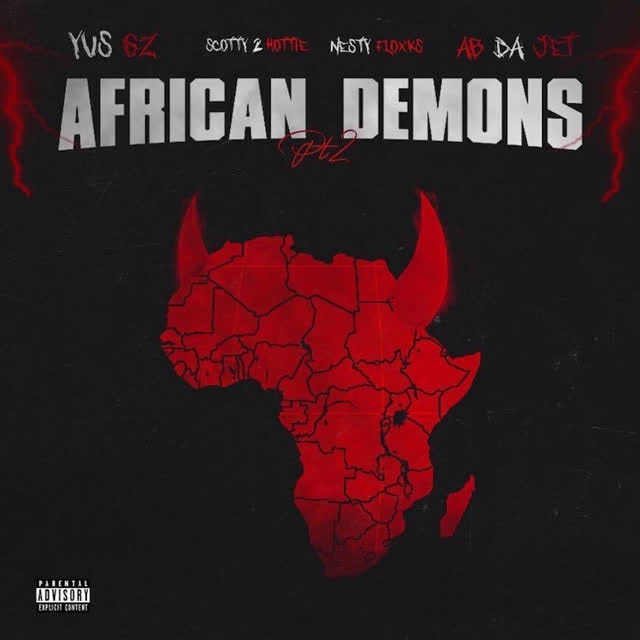 YUS GZ SCOTTY 2 HOTTIE NESTY FLOXKS AB DA JET
AFRICAN DEMONS
Pt2
PARENTAL
ADVISORY
EXPLICIT CONTENT